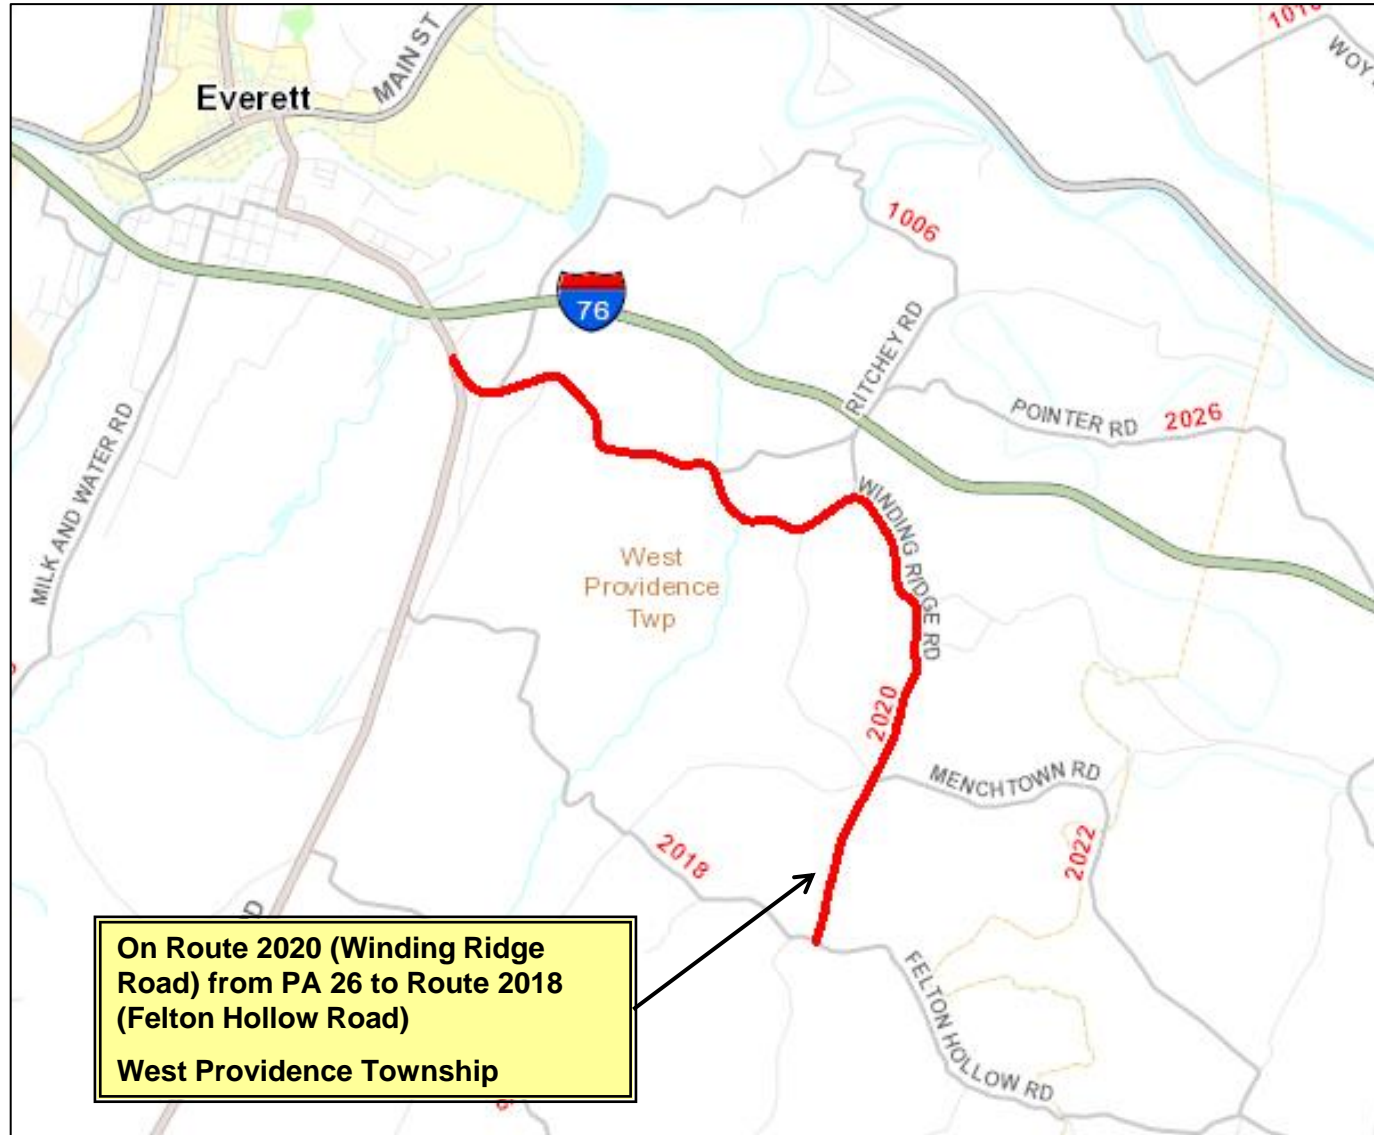 1016
WOY
MAIN ST
Everett
1006
76
RITCHEY RD
POINTER RD 2026
MILK AND WATER RD
WINDING RIDGE RD
West
Providence
Twp
2020
MENCHTOWN RD
2018
2022
On Route 2020 (Winding Ridge
Road) from PA 26 to Route 2018
(Felton Hollow Road)
West Providence Township
FELTON HOLLOW RD